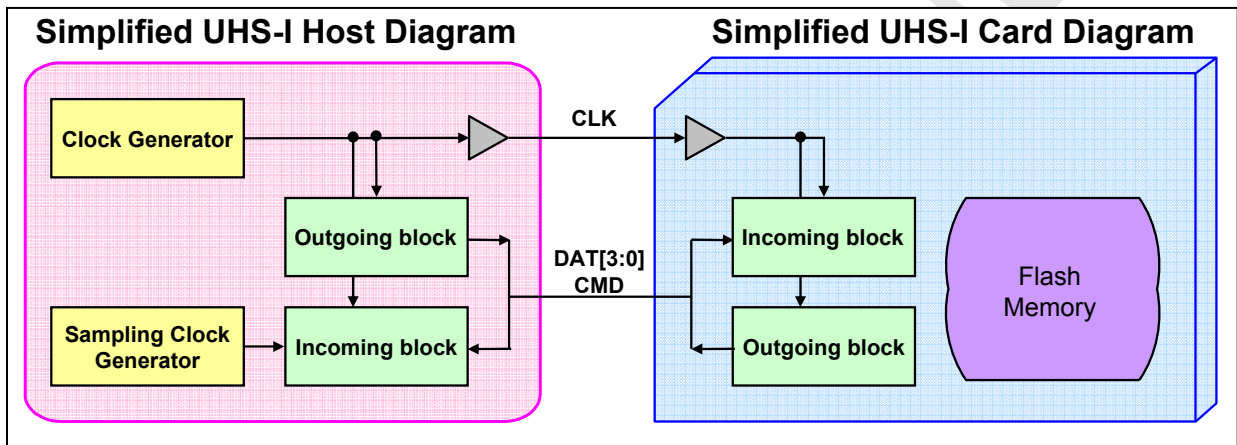 Simplified UHS-I Host Diagram
Simplified UHS-I Card Diagram
Clock Generator
CLK
Outgoing block
Incoming block
DAT[3:0]
CMD
Flash
Memory
Sampling Clock
Generator
Incoming block
Outgoing block